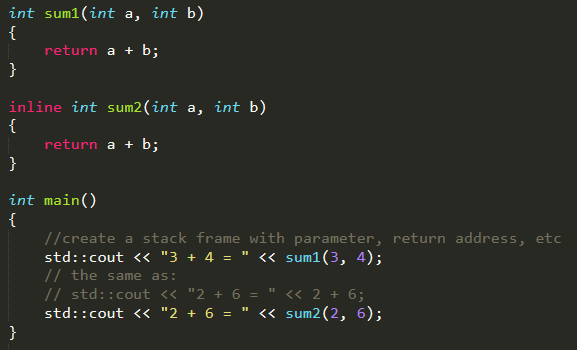 int sum1(int a, int b)
{
    return a + b;
}

inline int sum2(int a, int b)
{
    return a + b;
}

int main()
{
    //create a stack frame with parameter, return address, etc
    std::cout << "3 + 4 = " << sum1(3, 4);
    // the same as:
    // std::cout << "2 + 6 = " << 2 + 6;
    std::cout << "2 + 6 = " << sum2(2, 6);
}